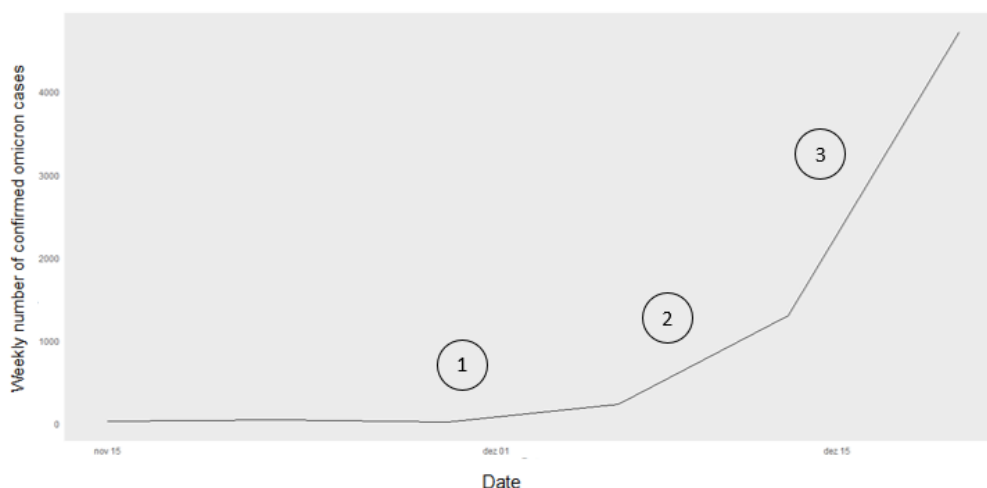 Weekly number of confirmed omicron cases
4000
3000
2000
1000
0
1
2
3
nov 15
dez 01
dez 15
Date